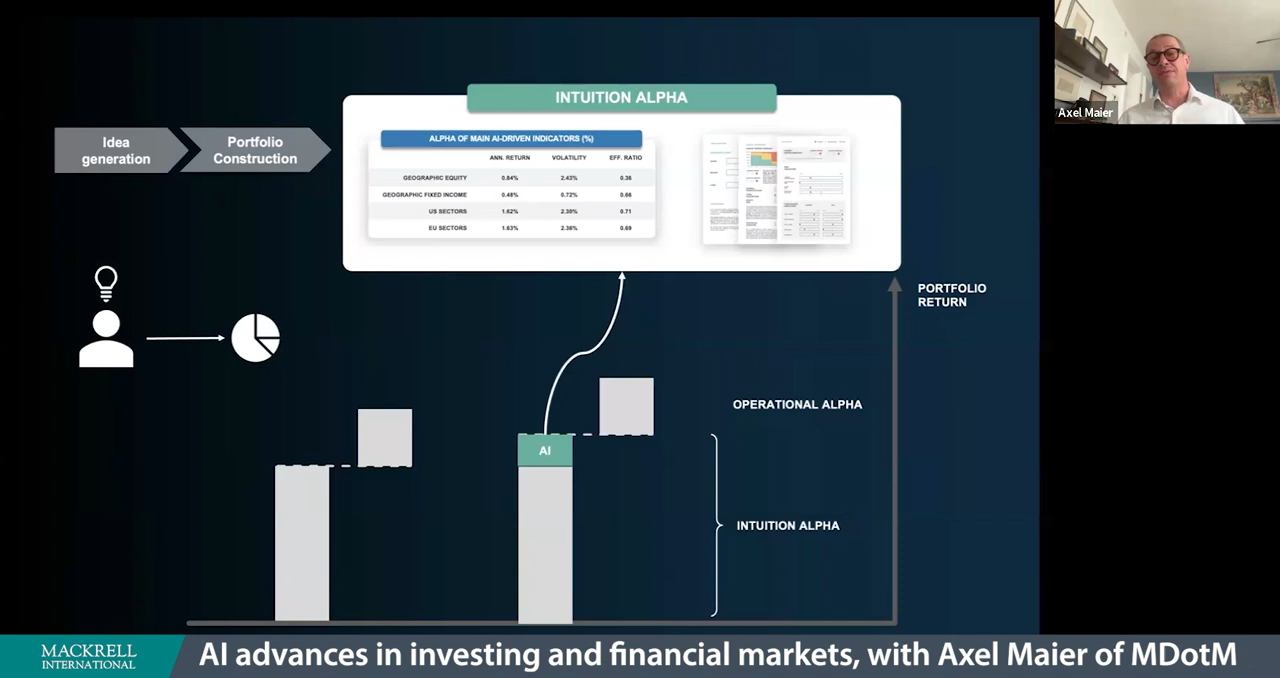 INTUITION ALPHA
Idea generation
Portfolio Construction
ALPHA OF MAIN AI-DRIVEN INDICATORS (%)
ANN. RETURN VOLATILITY EFF. RATIO
GEOGRAPHIC EQUITY 0.84% 2.43% 0.36
GEOGRAPHIC FIXED INCOME 0.48% 0.72% 0.66
US SECTORS 1.62% 2.30% 0.71
EU SECTORS 1.63% 2.36% 0.69
PORTFOLIO
RETURN
OPERATIONAL ALPHA
AI
INTUITION ALPHA
Axel Maier
MACKRELL
INTERNATIONAL
AI advances in investing and financial markets, with Axel Maier of MDotM